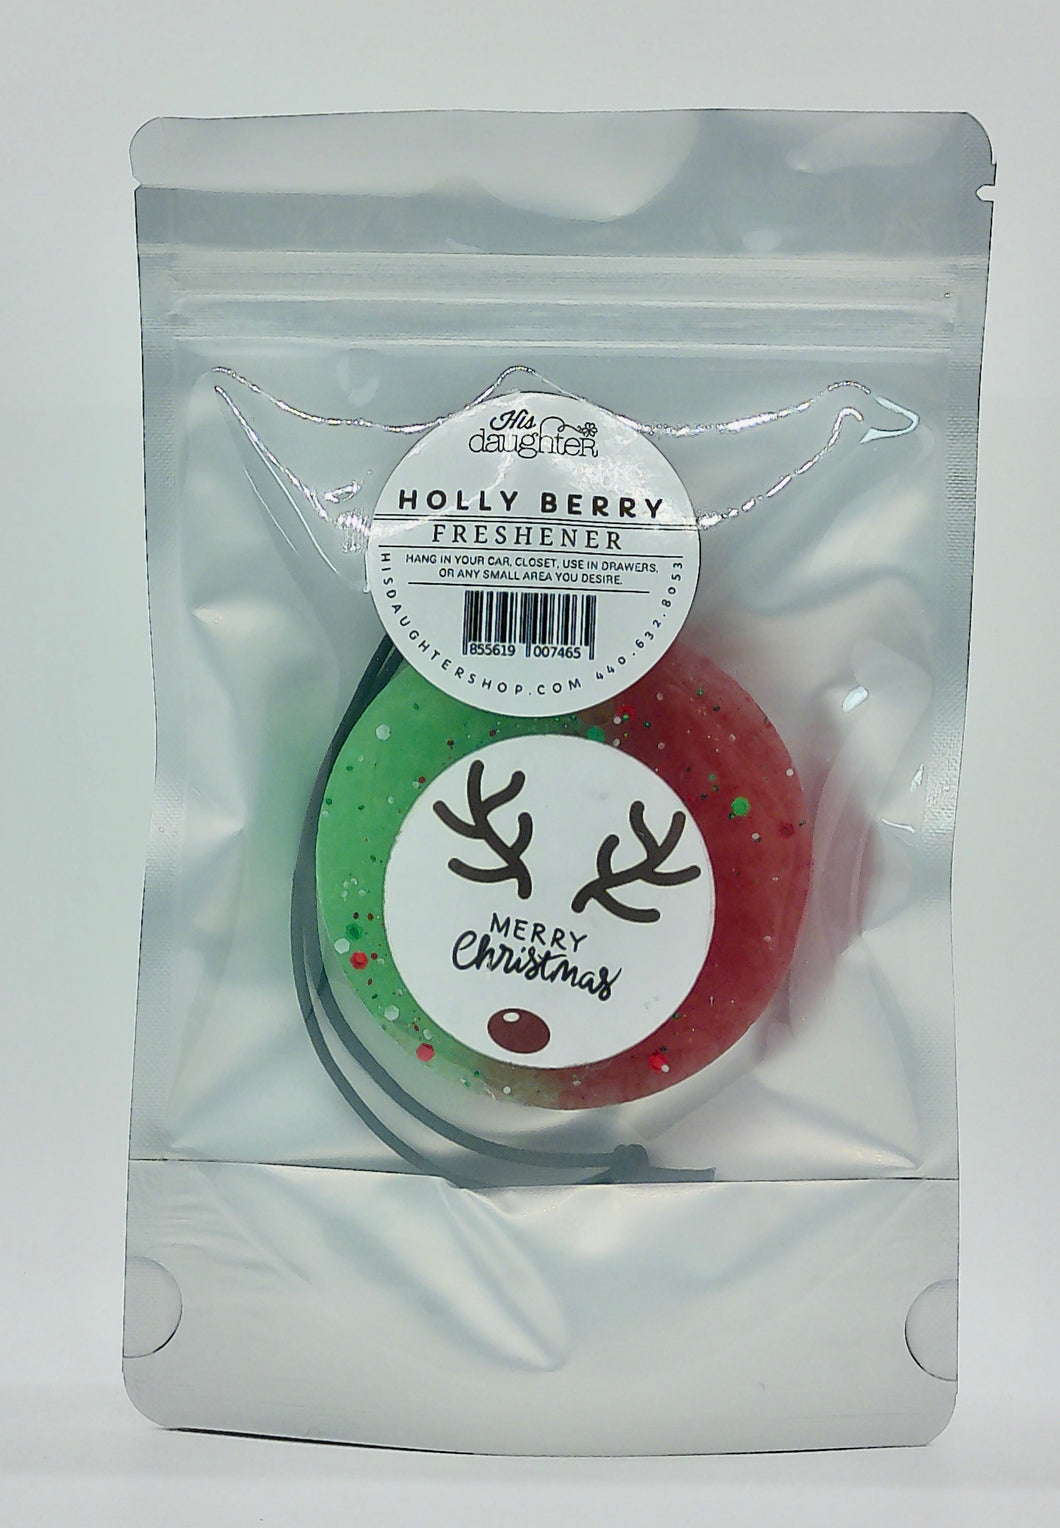 His
daughter
HOLLY BERRY
FRESHENER
HANG IN YOUR CAR, CLOSET, USE IN DRAWERS,
OR ANY SMALL AREA YOU DESIRE.
855619 007465
HISDAUGHTERSHOP.COM 440.632.8053
MERRY
Christmas